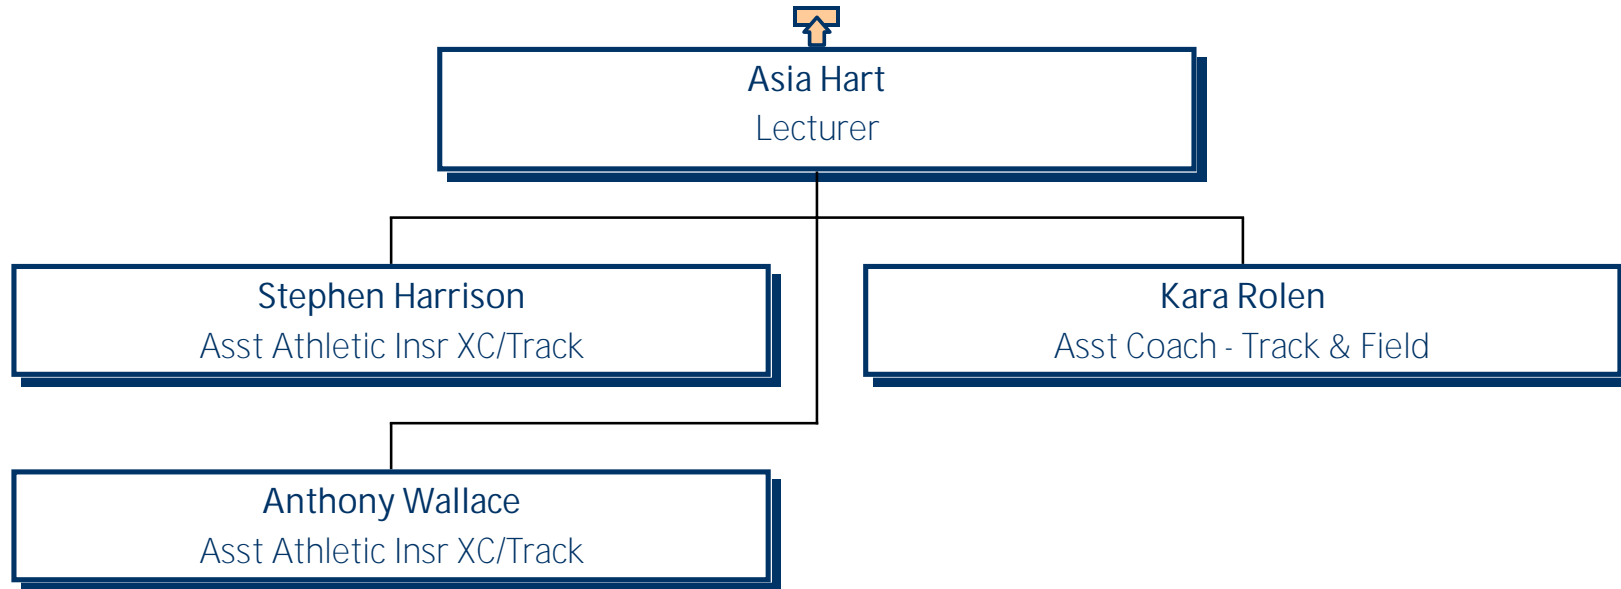 Asia Hart
Lecturer
Stephen Harrison
Asst Athletic Insr XC/Track
Kara Rolen
Asst Coach - Track & Field
Anthony Wallace
Asst Athletic Insr XC/Track